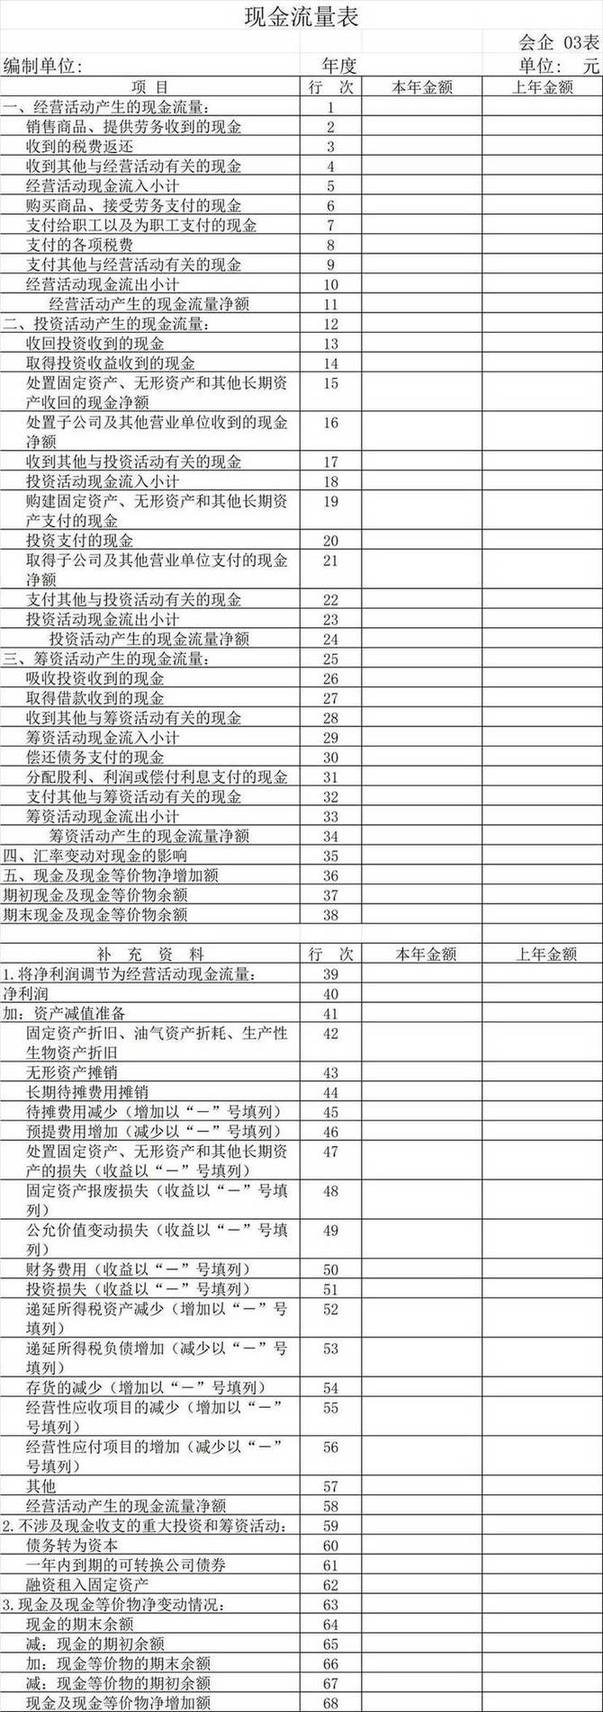 现金流量表
会企 03表
编制单位: 年度 单位: 元
项 目 行 次 本年金额 上年金额
一、经营活动产生的现金流量: 1
销售商品、提供劳务收到的现金 2
收到的税费返还 3
收到其他与经营活动有关的现金 4
经营活动现金流入小计 5
购买商品、接受劳务支付的现金 6
支付给职工以及为职工支付的现金 7
支付的各项税费 8
支付其他与经营活动有关的现金 9
经营活动现金流出小计 10
经营活动产生的现金流量净额 11
二、投资活动产生的现金流量: 12
收回投资收到的现金 13
取得投资收益收到的现金 14
处置固定资产、无形资产和其他长期资 15
产收回的现金净额
处置子公司及其他营业单位收到的现金 16
净额
收到其他与投资活动有关的现金 17
投资活动现金流入小计 18
购建固定资产、无形资产和其他长期资 19
产支付的现金
投资支付的现金 20
取得子公司及其他营业单位支付的现金 21
净额
支付其他与投资活动有关的现金 22
投资活动现金流出小计 23
投资活动产生的现金流量净额 24
三、筹资活动产生的现金流量: 25
吸收投资收到的现金 26
取得借款收到的现金 27
收到其他与筹资活动有关的现金 28
筹资活动现金流入小计 29
偿还债务支付的现金 30
分配股利、利润或偿付利息支付的现金 31
支付其他与筹资活动有关的现金 32
筹资活动现金流出小计 33
筹资活动产生的现金流量净额 34
四、汇率变动对现金的影响 35
五、现金及现金等价物净增加额 36
期初现金及现金等价物余额 37
期末现金及现金等价物余额 38
补 充 资 料 行 次 本年金额 上年金额
1.将净利润调节为经营活动现金流量: 39
净利润 40
加: 资产减值准备 41
固定资产折旧、油气资产折耗、生产性 42
生物资产折旧
无形资产摊销 43
长期待摊费用摊销 44
待摊费用减少（增加以“－”号填列） 45
预提费用增加（减少以“－”号填列） 46
处置固定资产、无形资产和其他长期资 47
产的损失（收益以“－”号填列）
固定资产报废损失（收益以“－”号填 48
列）
公允价值变动损失（收益以“－”号填 49
列）
财务费用（收益以“－”号填列） 50
投资损失（收益以“－”号填列） 51
递延所得税资产减少（增加以“－”号 52
填列）
递延所得税负债增加（减少以“－”号 53
填列）
存货的减少（增加以“－”号填列） 54
经营性应收项目的减少（增加以“－” 55
号填列）
经营性应付项目的增加（减少以“－” 56
号填列）
其他 57
经营活动产生的现金流量净额 58
2.不涉及现金收支的重大投资和筹资活动: 59
债务转为资本 60
一年内到期的可转换公司债券 61
融资租入固定资产 62
3.现金及现金等价物净变动情况: 63
现金的期末余额 64
减: 现金的期初余额 65
加: 现金等价物的期末余额 66
减: 现金等价物的期初余额 67
现金及现金等价物净增加额 68